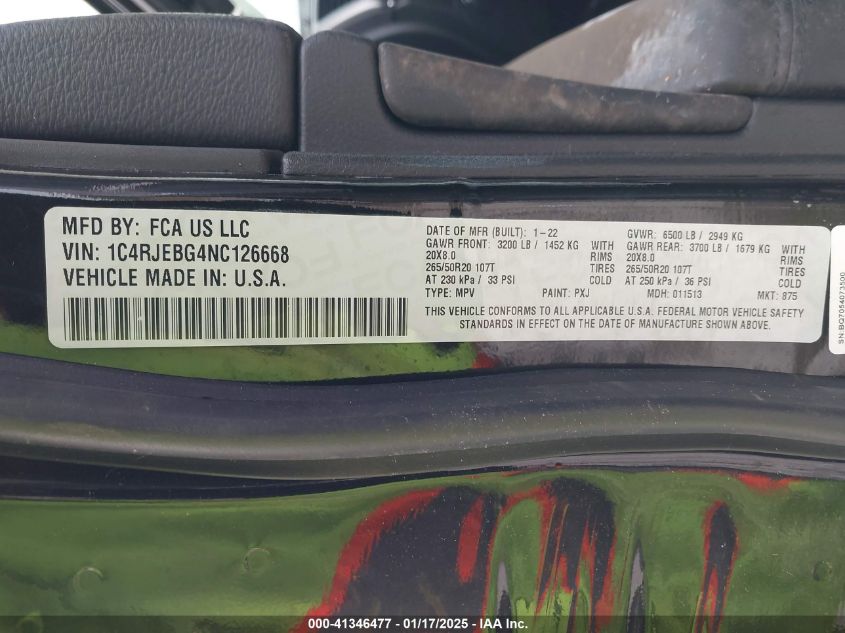 MFD BY: FCA US LLC
VIN: 1C4RJEBG4NC126668
VEHICLE MADE IN: U.S.A.
DATE OF MFR (BUILT): 1-22 GVWR: 6500 LB / 2949 KG
GAWR FRONT: 3200 LB / 1452 KG GAWR REAR: 3700 LB / 1679 KG
20X8.0 RIMS 20X8.0 RIMS
265/50R20 107T TIRES 265/50R20 107T TIRES
AT 230 kPa / 33 PSI COLD AT 250 kPa / 36 PSI COLD
TYPE: MPV PAINT: PXJ MDH: 011513 MKT: 875
THIS VEHICLE CONFORMS TO ALL APPLICABLE U.S.A. FEDERAL MOTOR VEHICLE SAFETY
STANDARDS IN EFFECT ON THE DATE OF MANUFACTURE SHOWN ABOVE.
SN:BG7054073500
000-41346477 - 01/17/2025 - IAA Inc.